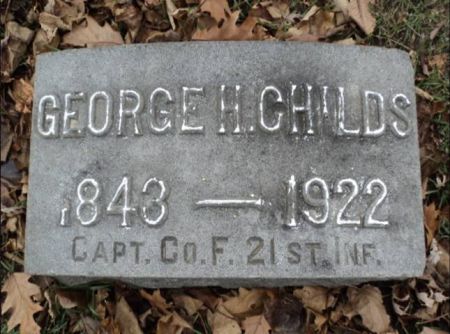 GEORGE H. CHILDS
1843 — 1922
CAPT. CO. F. 21 ST. INF.